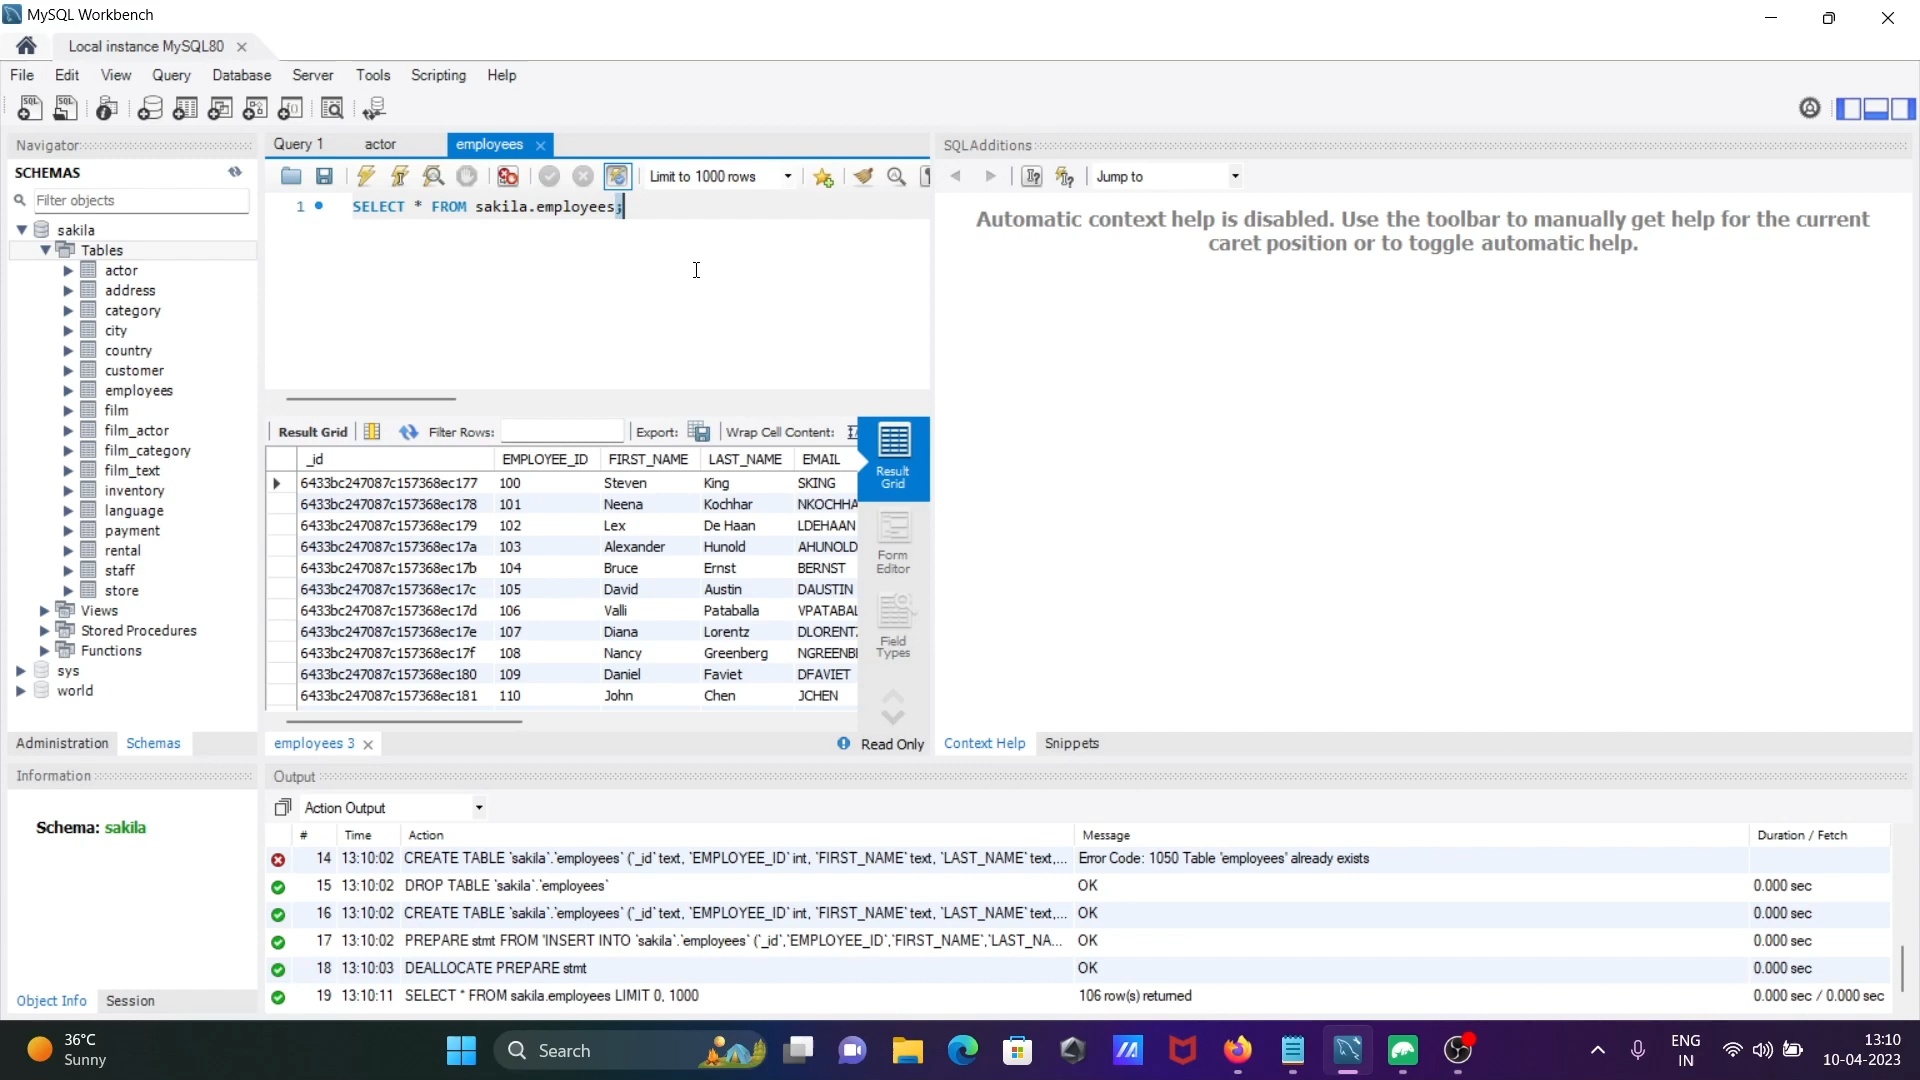 MySQL Workbench
Local instance MySQL80
File Edit View Query Database Server Tools Scripting Help
Navigator
SCHEMAS
Filter objects
sakila
Tables
actor
address
category
city
country
customer
employees
film
film_actor
film_category
film_text
inventory
language
payment
rental
staff
store
Views
Stored Procedures
Functions
sys
world
Administration Schemas
Information
Schema: sakila
Object Info Session
Query 1 actor employees
Limit to 1000 rows
1 SELECT * FROM sakila.employees;
Result Grid Filter Rows: Export: Wrap Cell Content:
_id EMPLOYEE_ID FIRST_NAME LAST_NAME EMAIL
6433bc247087c157368ec177 100 Steven King SKING
6433bc247087c157368ec178 101 Neena Kochhar NKOCHHA
6433bc247087c157368ec179 102 Lex De Haan LDEHAAN
6433bc247087c157368ec17a 103 Alexander Hunold AHUNOLD
6433bc247087c157368ec17b 104 Bruce Ernst BERNST
6433bc247087c157368ec17c 105 David Austin DAUSTIN
6433bc247087c157368ec17d 106 Valli Pataballa VPATABAL
6433bc247087c157368ec17e 107 Diana Lorentz DLORENT
6433bc247087c157368ec17f 108 Nancy Greenberg NGREENB
6433bc247087c157368ec180 109 Daniel Faviet DFAVIET
6433bc247087c157368ec181 110 John Chen JCHEN
Result
Grid
Form
Editor
Field
Types
employees 3
Read Only
SQLAdditions
Jump to
Automatic context help is disabled. Use the toolbar to manually get help for the current
caret position or to toggle automatic help.
Context Help Snippets
Output
Action Output
# Time Action Message Duration / Fetch
14 13:10:02 CREATE TABLE `sakila`.`employees` (`_id` text, `EMPLOYEE_ID` int, `FIRST_NAME` text, `LAST_NAME` text,... Error Code: 1050 Table 'employees' already exists
15 13:10:02 DROP TABLE `sakila`.`employees` OK 0.000 sec
16 13:10:02 CREATE TABLE `sakila`.`employees` (`_id` text, `EMPLOYEE_ID` int, `FIRST_NAME` text, `LAST_NAME` text,... OK 0.000 sec
17 13:10:02 PREPARE stmt FROM 'INSERT INTO `sakila`.`employees` (`_id`,`EMPLOYEE_ID`,`FIRST_NAME`,`LAST_NA... OK 0.000 sec
18 13:10:03 DEALLOCATE PREPARE stmt OK 0.000 sec
19 13:10:11 SELECT * FROM sakila.employees LIMIT 0, 1000 106 row(s) returned 0.000 sec / 0.000 sec
36°C
Sunny
Search
ENG
IN
13:10
10-04-2023